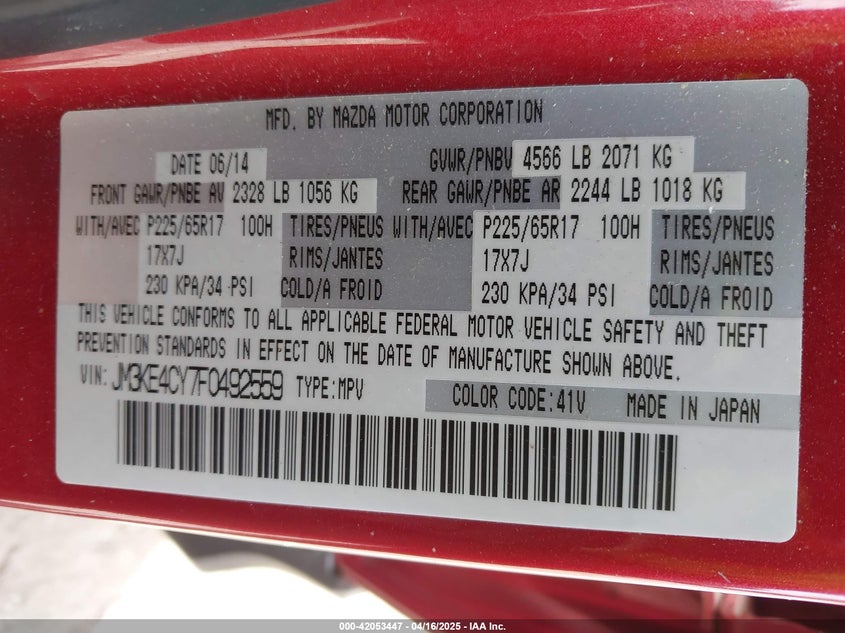 MFD. BY MAZDA MOTOR CORPORATION
DATE 06/14 GVWR/PNBV 4566 LB 2071 KG
FRONT GAWR/PNBE AV 2328 LB 1056 KG REAR GAWR/PNBE AR 2244 LB 1018 KG
WITH/AVEC P225/65R17 100H TIRES/PNEUS WITH/AVEC P225/65R17 100H TIRES/PNEUS
17X7J RIMS/JANTES 17X7J RIMS/JANTES
230 KPA/34 PSI COLD/A FROID 230 KPA/34 PSI COLD/A FROID
THIS VEHICLE CONFORMS TO ALL APPLICABLE FEDERAL MOTOR VEHICLE SAFETY AND THEFT
PREVENTION STANDARDS IN EFFECT ON THE DATE OF MANUFACTURE SHOWN ABOVE.
VIN: JM3KE4CY7F0492559 TYPE:MPV COLOR CODE:41V MADE IN JAPAN
000-42053447 - 04/16/2025 - IAA Inc.